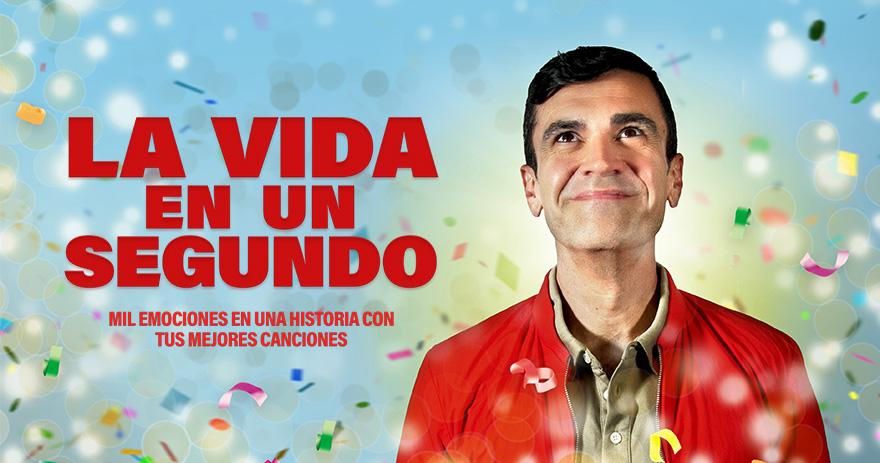 LA VIDA
EN UN
SEGUNDO
MIL EMOCIONES EN UNA HISTORIA CON
TUS MEJORES CANCIONES